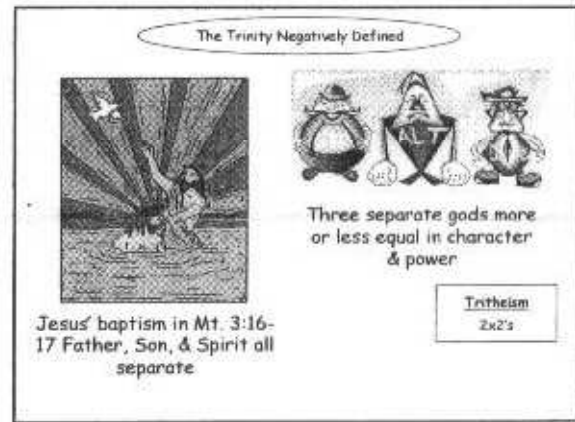 The Trinity Negatively Defined
ALT
Three separate gods more
or less equal in character
& power
Jesus' baptism in Mt. 3:16-
17 Father, Son, & Spirit all
separate
Tritheism
2x2's